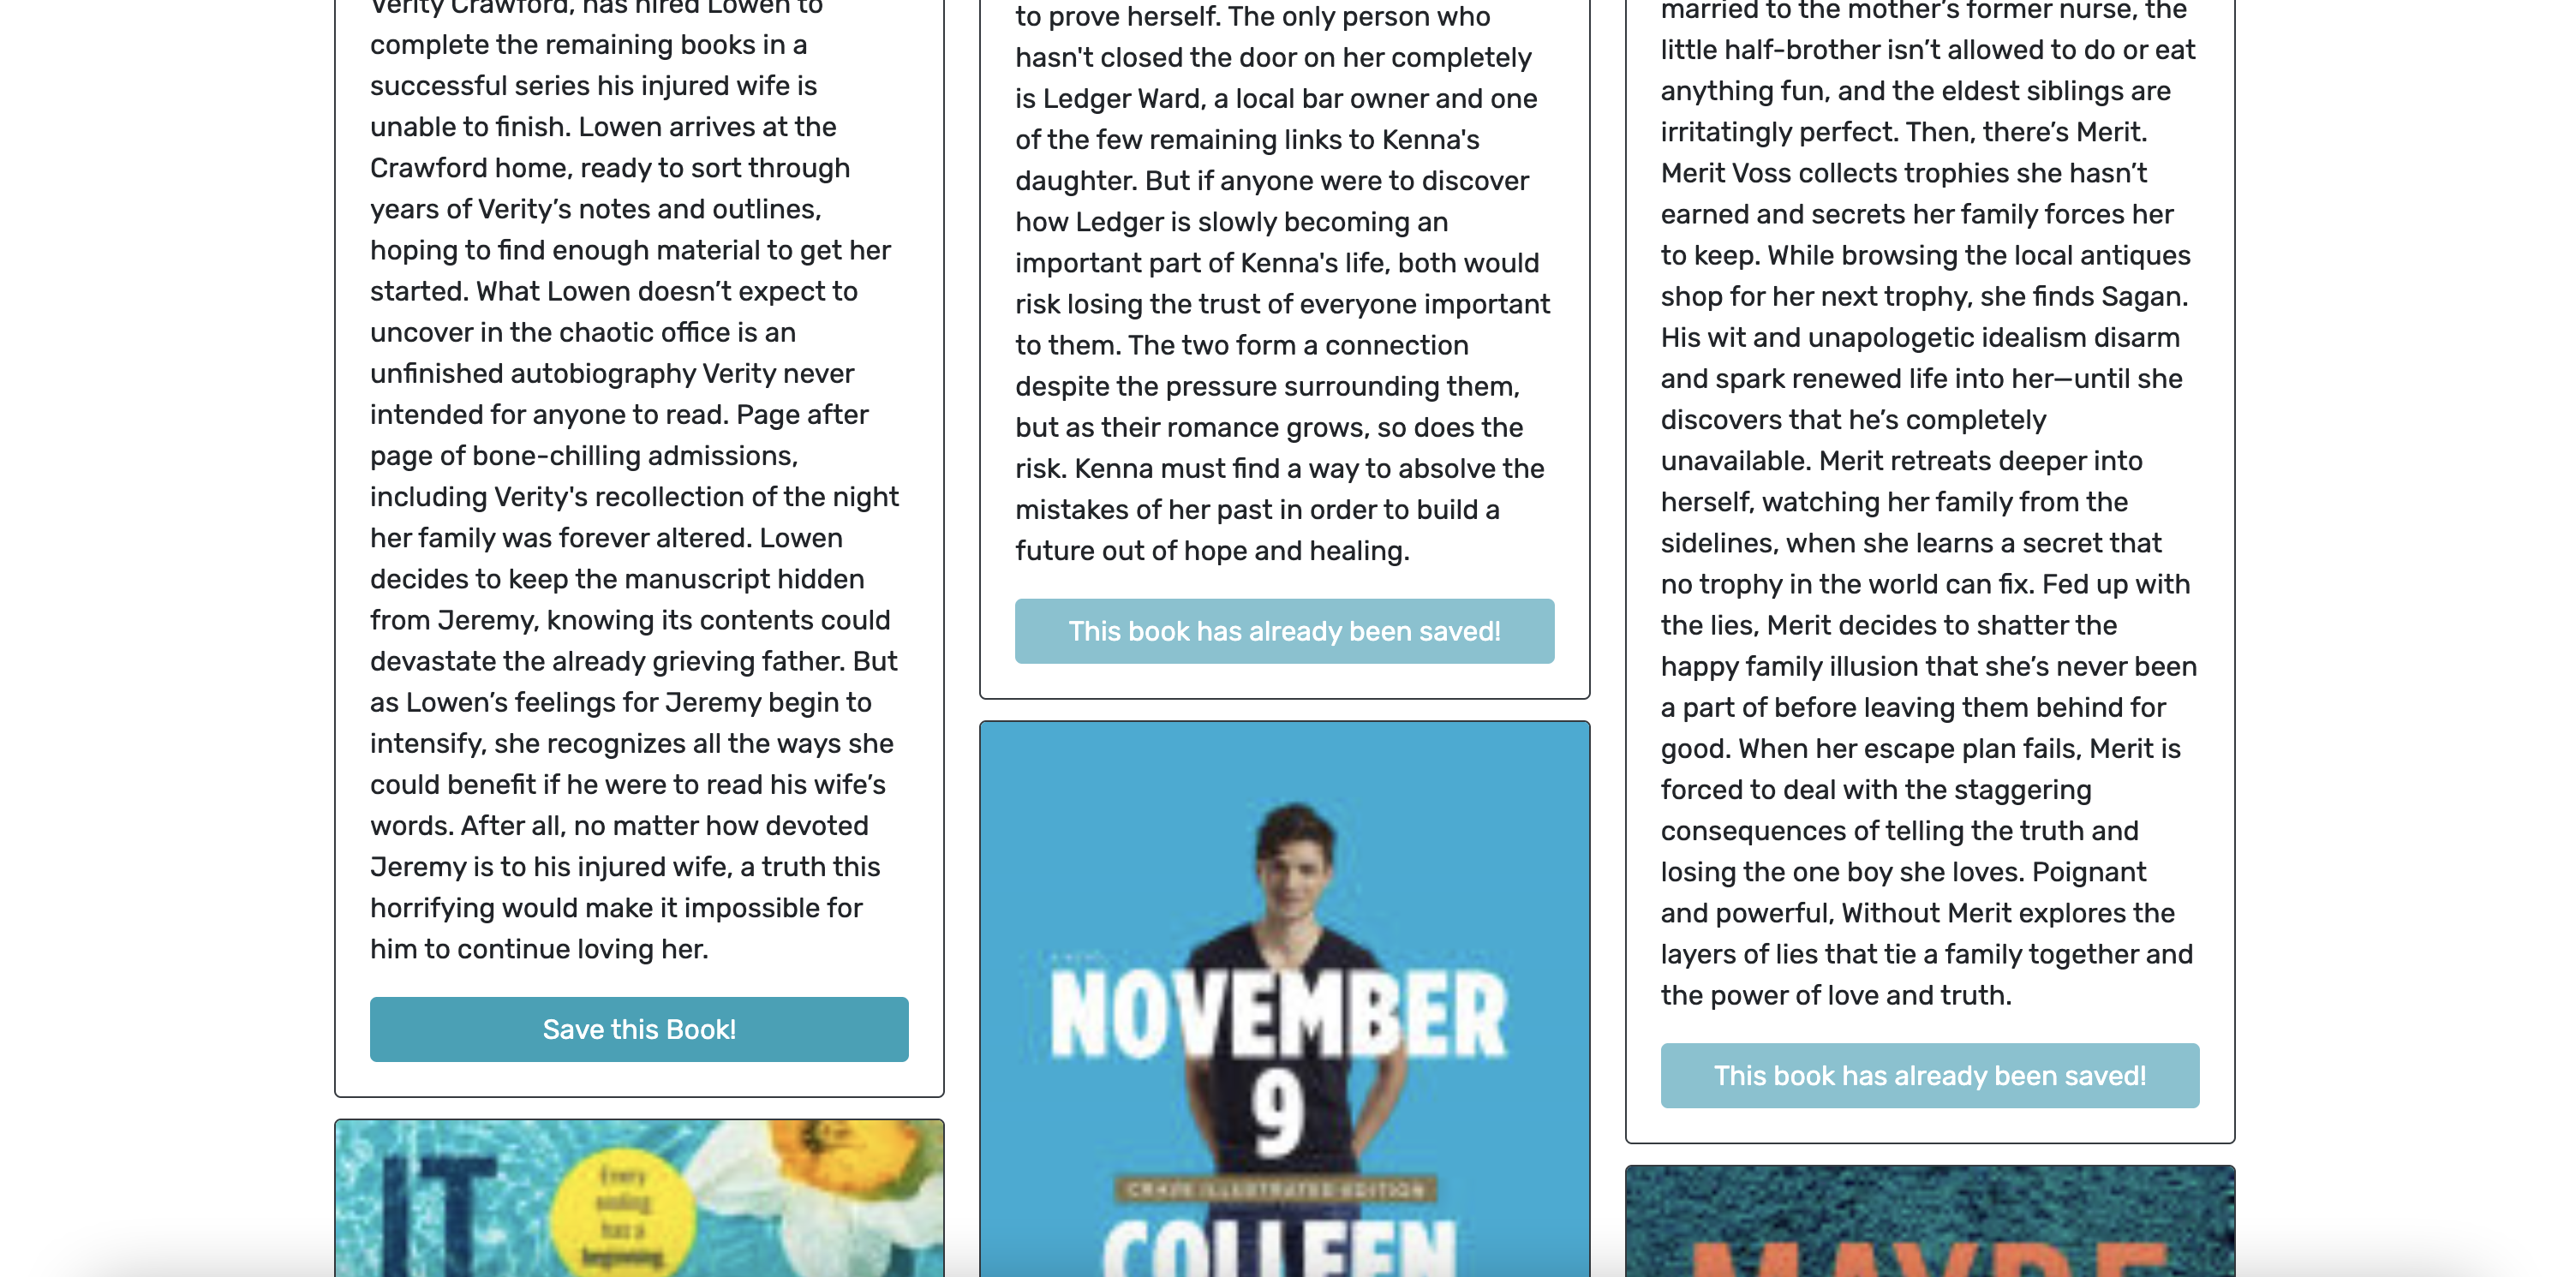 Verity Crawford, has hired Lowen to
complete the remaining books in a
successful series his injured wife is
unable to finish. Lowen arrives at the
Crawford home, ready to sort through
years of Verity’s notes and outlines,
hoping to find enough material to get her
started. What Lowen doesn’t expect to
uncover in the chaotic office is an
unfinished autobiography Verity never
intended for anyone to read. Page after
page of bone-chilling admissions,
including Verity's recollection of the night
her family was forever altered. Lowen
decides to keep the manuscript hidden
from Jeremy, knowing its contents could
devastate the already grieving father. But
as Lowen’s feelings for Jeremy begin to
intensify, she recognizes all the ways she
could benefit if he were to read his wife’s
words. After all, no matter how devoted
Jeremy is to his injured wife, a truth this
horrifying would make it impossible for
him to continue loving her.
Save this Book!
IT
Every
ending
has a
beginning.
to prove herself. The only person who
hasn't closed the door on her completely
is Ledger Ward, a local bar owner and one
of the few remaining links to Kenna's
daughter. But if anyone were to discover
how Ledger is slowly becoming an
important part of Kenna's life, both would
risk losing the trust of everyone important
to them. The two form a connection
despite the pressure surrounding them,
but as their romance grows, so does the
risk. Kenna must find a way to absolve the
mistakes of her past in order to build a
future out of hope and healing.
This book has already been saved!
NOVEMBER
9
CRAVE ILLUSTRATED EDITION
COLLEEN
married to the mother’s former nurse, the
little half-brother isn’t allowed to do or eat
anything fun, and the eldest siblings are
irritatingly perfect. Then, there’s Merit.
Merit Voss collects trophies she hasn’t
earned and secrets her family forces her
to keep. While browsing the local antiques
shop for her next trophy, she finds Sagan.
His wit and unapologetic idealism disarm
and spark renewed life into her—until she
discovers that he’s completely
unavailable. Merit retreats deeper into
herself, watching her family from the
sidelines, when she learns a secret that
no trophy in the world can fix. Fed up with
the lies, Merit decides to shatter the
happy family illusion that she’s never been
a part of before leaving them behind for
good. When her escape plan fails, Merit is
forced to deal with the staggering
consequences of telling the truth and
losing the one boy she loves. Poignant
and powerful, Without Merit explores the
layers of lies that tie a family together and
the power of love and truth.
This book has already been saved!
MAYBE